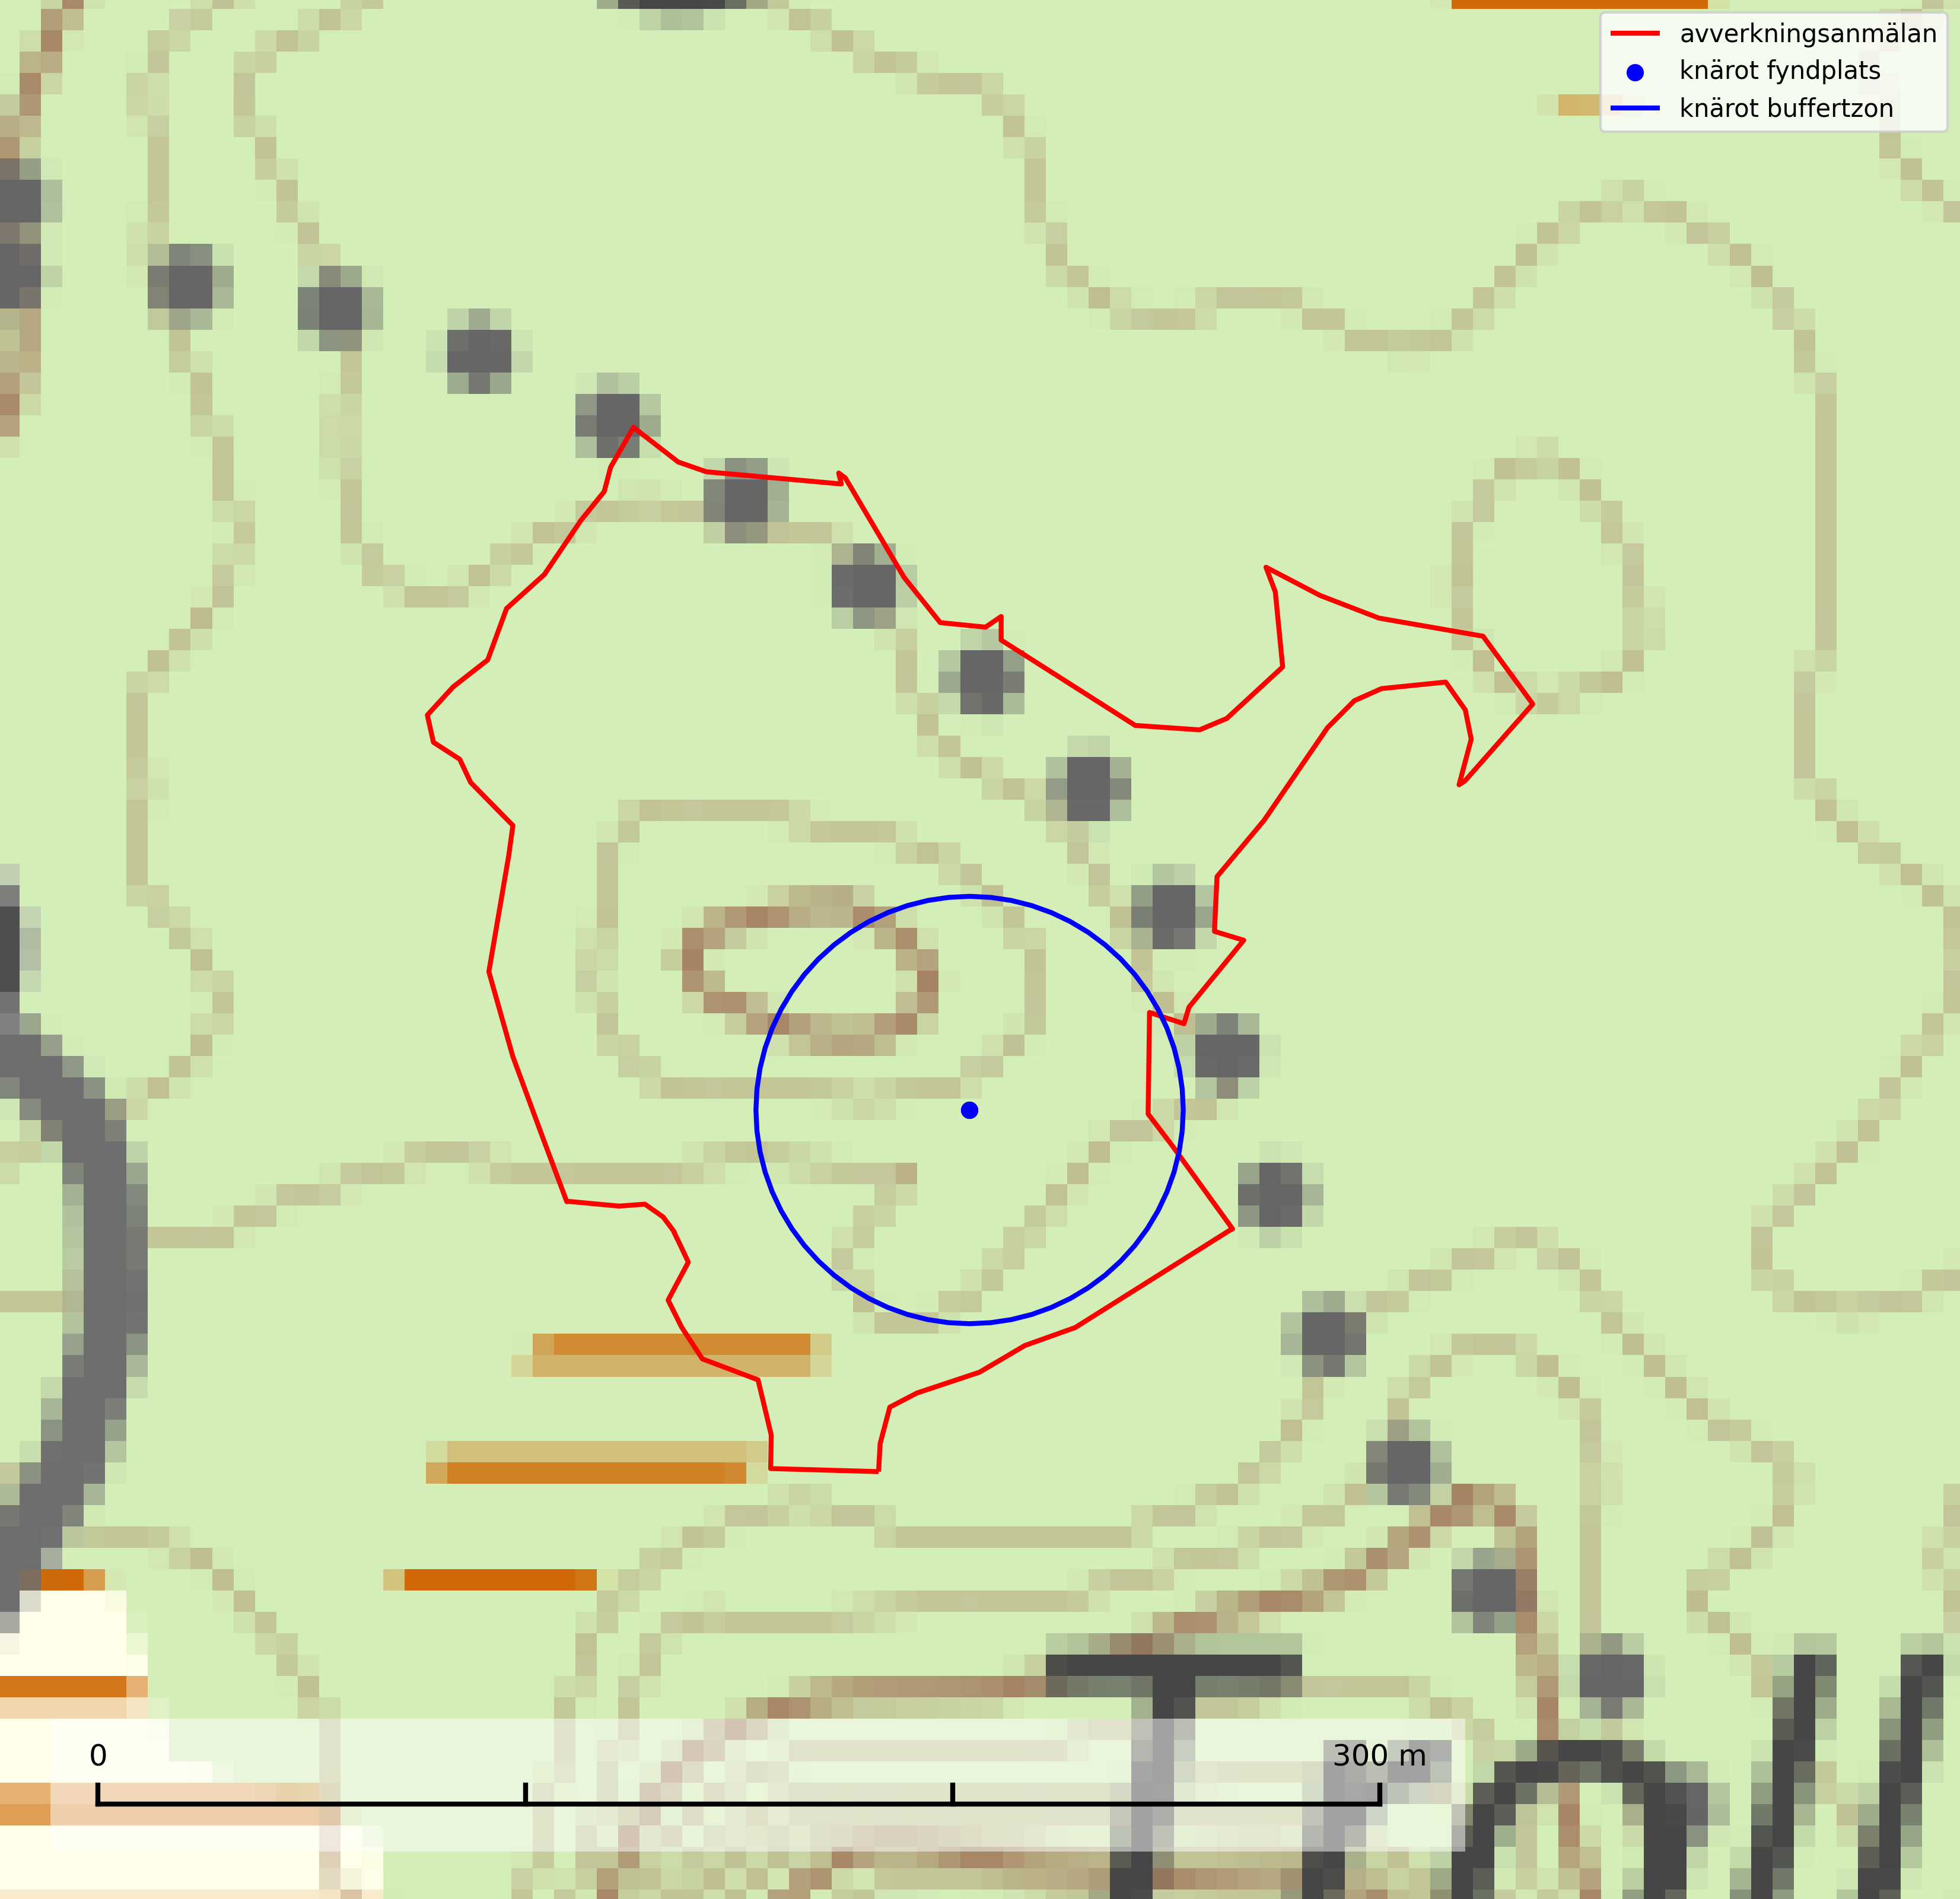 avverkningsanmälan
knärot fyndplats
knärot buffertzon
0 300 m